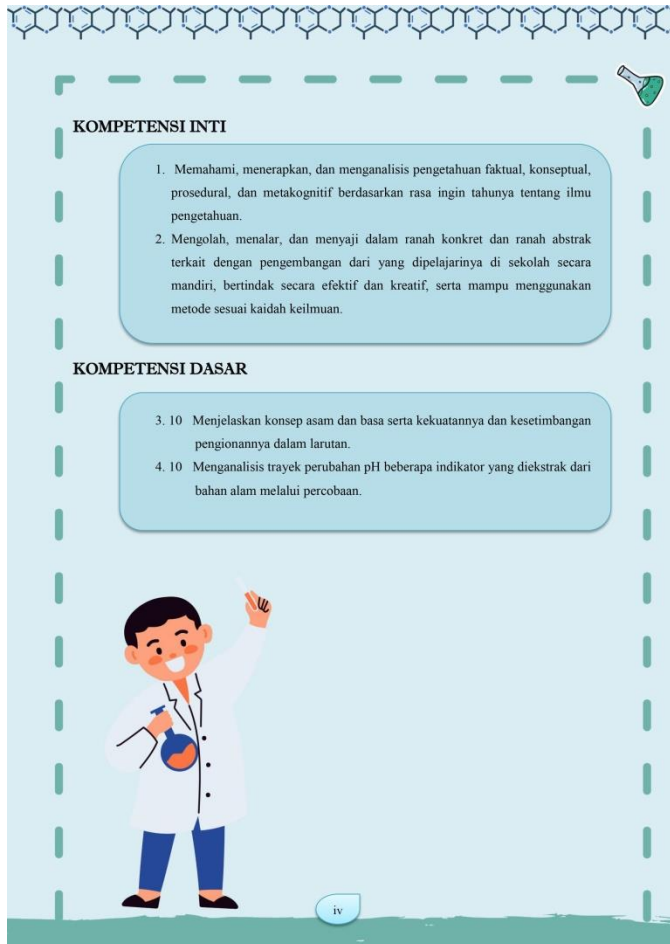 KOMPETENSI INTI
1. Memahami, menerapkan, dan menganalisis pengetahuan faktual, konseptual,
prosedural, dan metakognitif berdasarkan rasa ingin tahunya tentang ilmu
pengetahuan.
2. Mengolah, menalar, dan menyaji dalam ranah konkret dan ranah abstrak
terkait dengan pengembangan dari yang dipelajarinya di sekolah secara
mandiri, bertindak secara efektif dan kreatif, serta mampu menggunakan
metode sesuai kaidah keilmuan.
KOMPETENSI DASAR
3. 10 Menjelaskan konsep asam dan basa serta kekuatannya dan kesetimbangan
pengionannya dalam larutan.
4. 10 Menganalisis trayek perubahan pH beberapa indikator yang diekstrak dari
bahan alam melalui percobaan.
iv